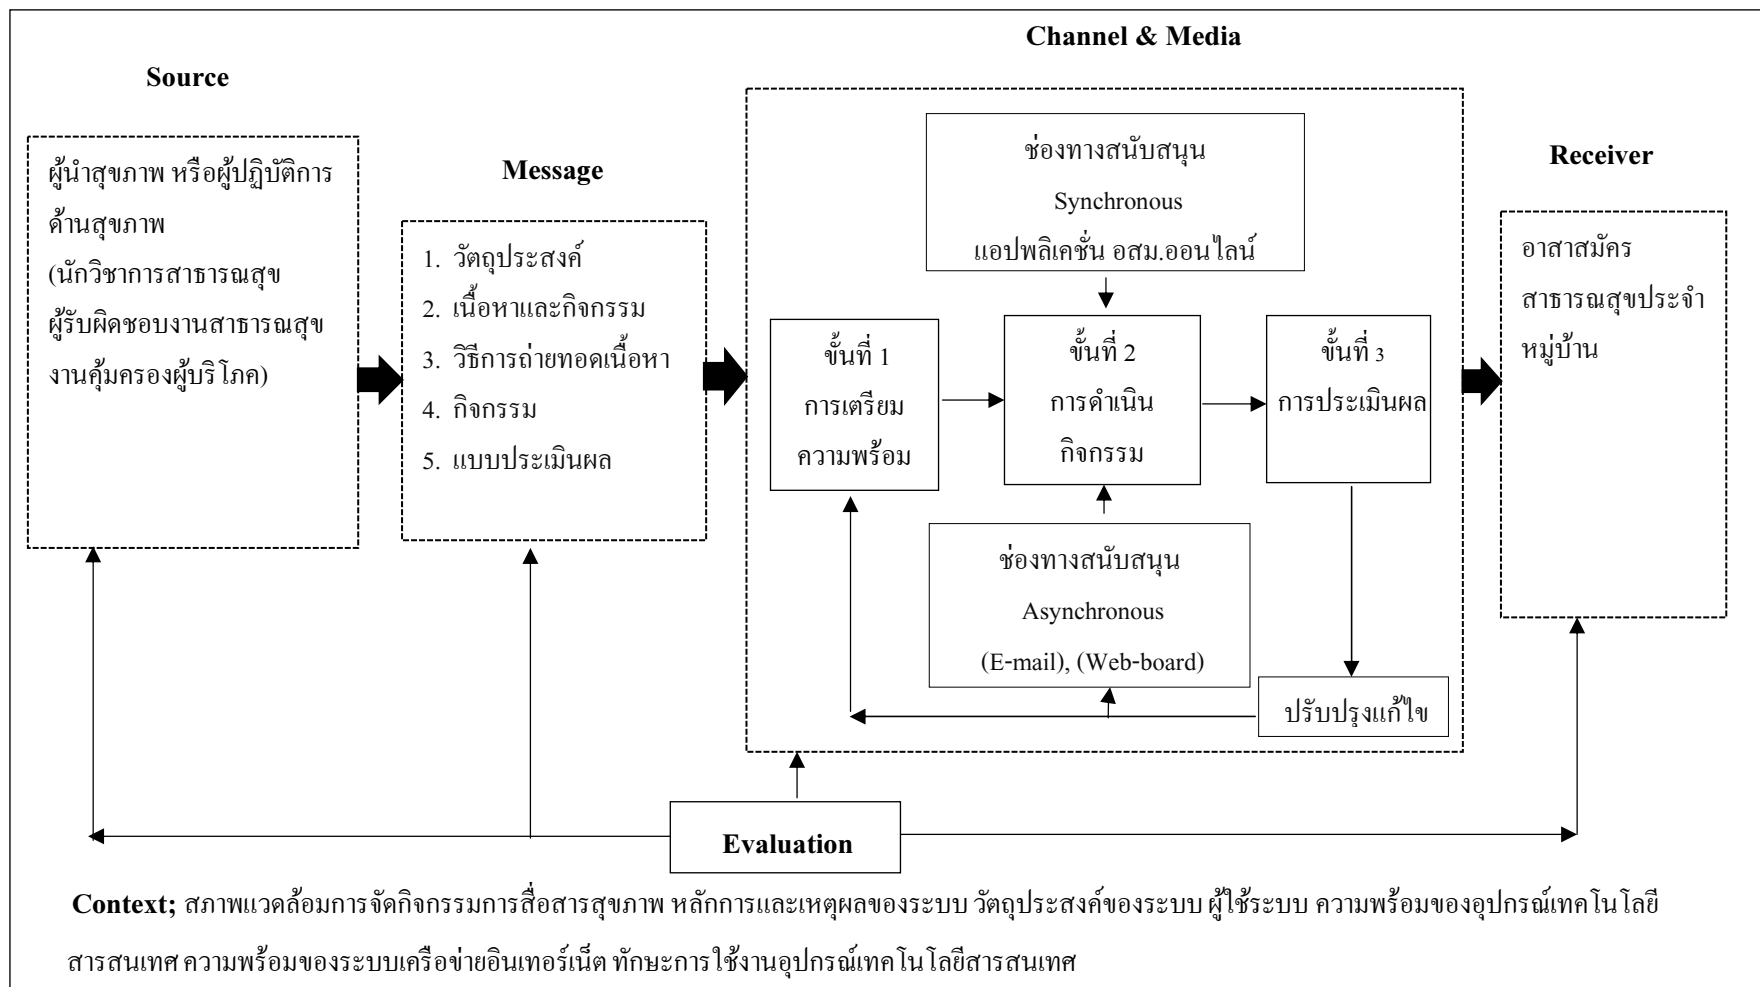 Source
ผู้นำสุขภาพ หรือผู้ปฏิบัติการ
ด้านสุขภาพ
(นักวิชาการสาธารณสุข
ผู้รับผิดชอบงานสาธารณสุข
งานคุ้มครองผู้บริโภค)
Message
1. วัตถุประสงค์
2. เนื้อหาและกิจกรรม
3. วิธีการถ่ายทอดเนื้อหา
4. กิจกรรม
5. แบบประเมินผล
Channel & Media
ช่องทางสนับสนุน
Synchronous
แอปพลิเคชั่น อสม.ออนไลน์
ขั้นที่ 1
การเตรียม
ความพร้อม
ขั้นที่ 2
การดำเนิน
กิจกรรม
ขั้นที่ 3
การประเมินผล
ช่องทางสนับสนุน
Asynchronous
(E-mail), (Web-board)
ปรับปรุงแก้ไข
Receiver
อาสาสมัคร
สาธารณสุขประจำ
หมู่บ้าน
Evaluation
Context; สภาพแวดล้อมการจัดกิจกรรมการสื่อสารสุขภาพ หลักการและเหตุผลของระบบ วัตถุประสงค์ของระบบ ผู้ใช้ระบบ ความพร้อมของอุปกรณ์เทคโนโลยี
สารสนเทศ ความพร้อมของระบบเครือข่ายอินเทอร์เน็ต ทักษะการใช้งานอุปกรณ์เทคโนโลยีสารสนเทศ